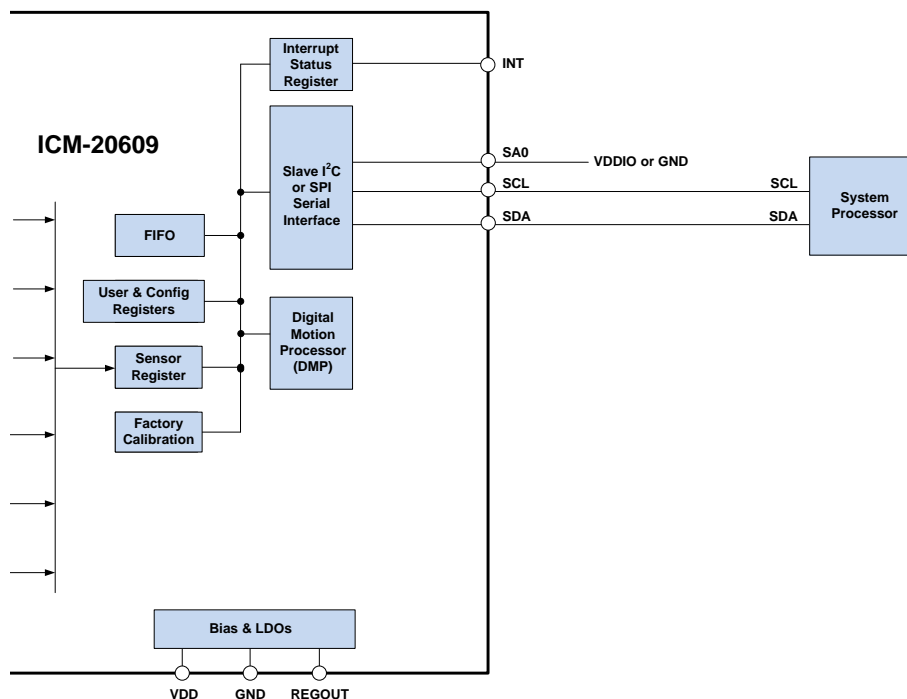 Interrupt
Status
Register
INT
ICM-20609
Slave I²C
or SPI
Serial
Interface
SA0
VDDIO or GND
SCL
SCL
SDA
SDA
System
Processor
FIFO
User & Config
Registers
Digital
Motion
Processor
(DMP)
Sensor
Register
Factory
Calibration
Bias & LDOs
VDD
GND
REGOUT